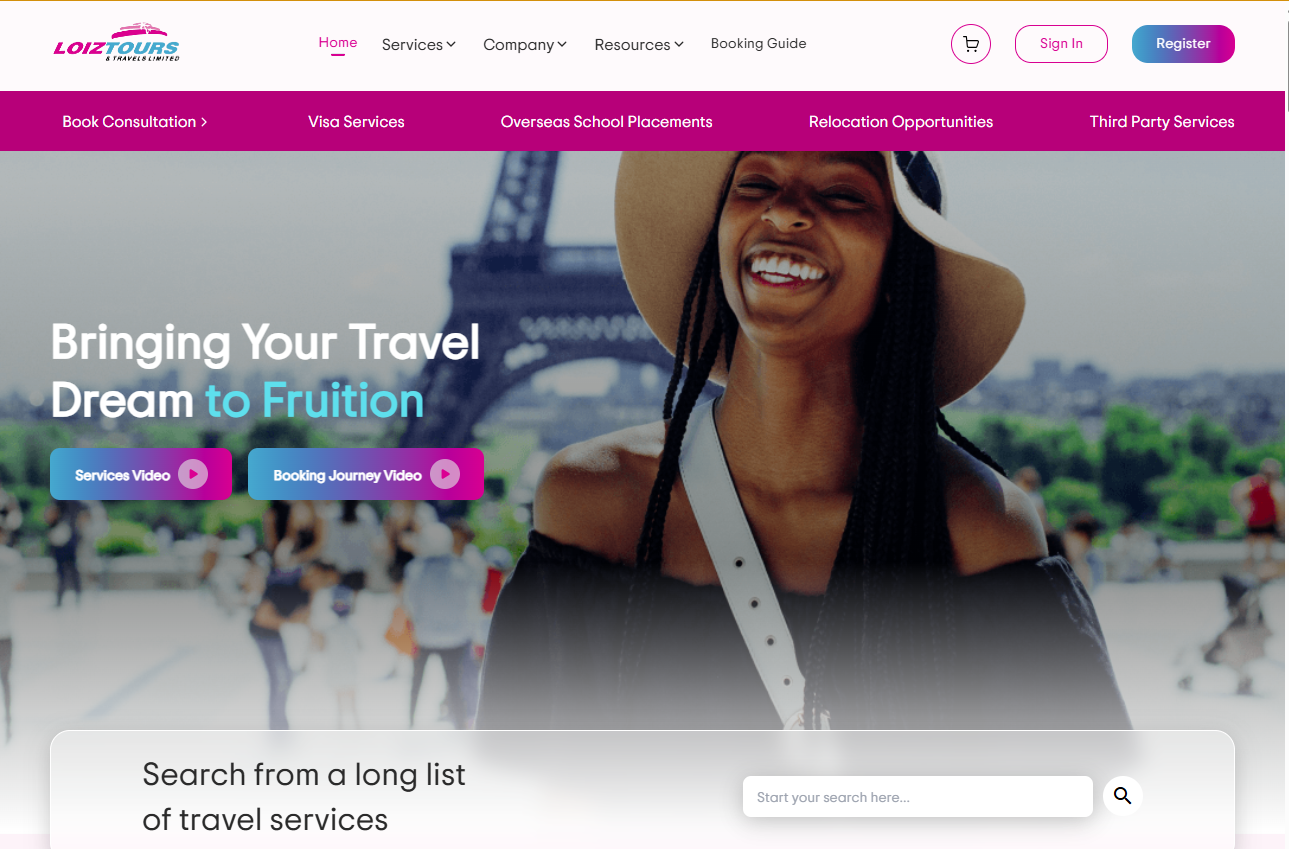 LOIZTOURS
& TRAVELS LIMITED
Home
Services
Company
Resources
Booking Guide
Sign In
Register
Book Consultation
Visa Services
Overseas School Placements
Relocation Opportunities
Third Party Services
Bringing Your Travel
Dream to Fruition
Services Video
Booking Journey Video
Search from a long list
of travel services
Start your search here...